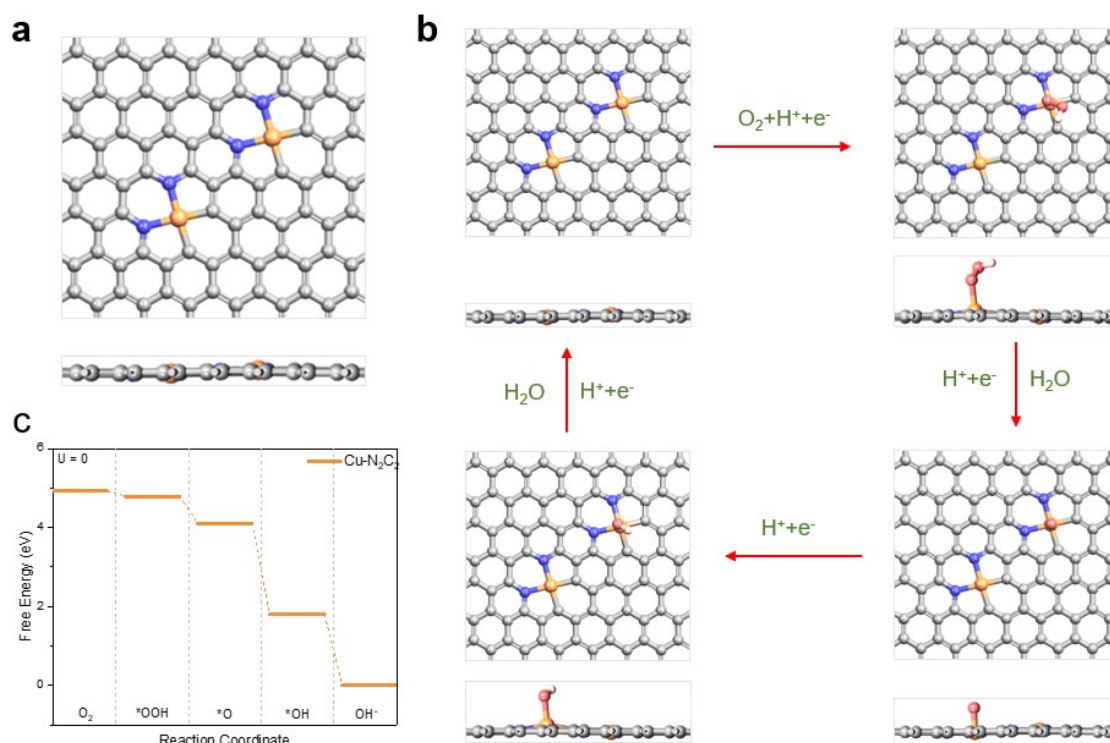 a
b
O₂+H⁺+e⁻
H₂O
H⁺+e⁻
H⁺+e⁻
H₂O
H⁺+e⁻
c
6
4
2
0
Free Energy (eV)
U = 0
Cu-N₂C₂
O₂
*OOH
*O
*OH
OH⁻
Reaction Coordinate